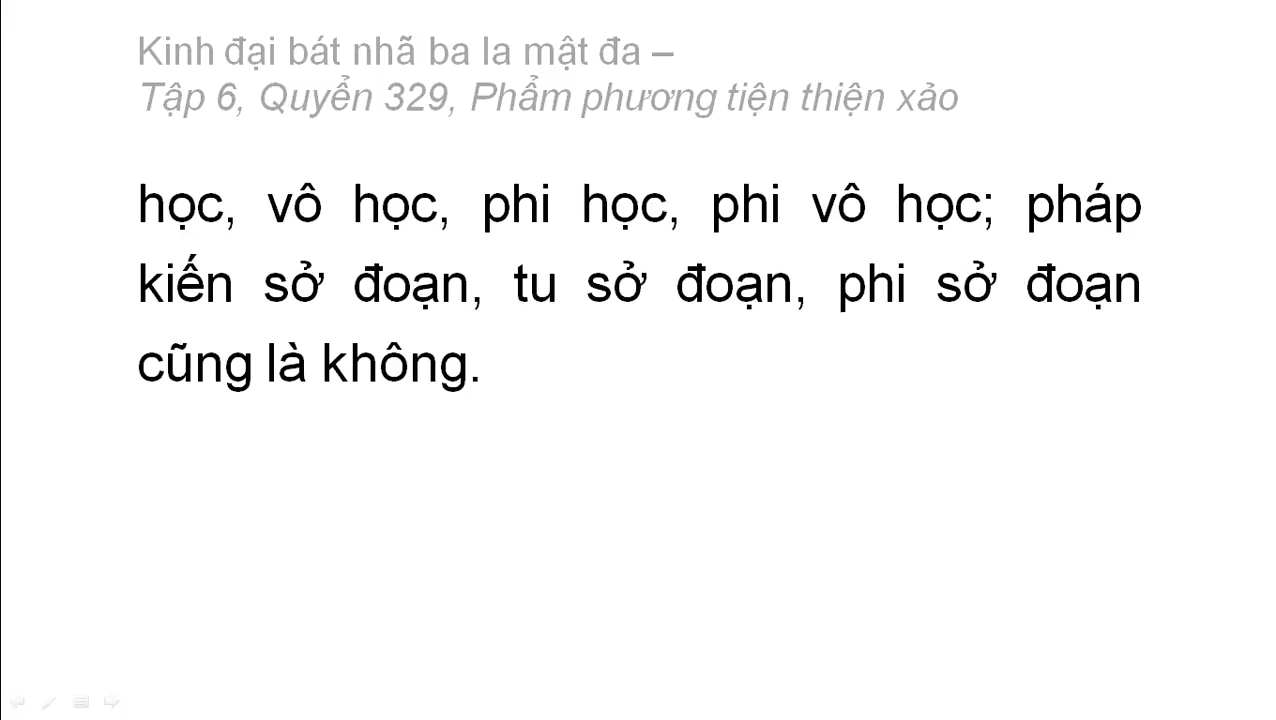 Kinh đại bát nhã ba la mật đa –
Tập 6, Quyển 329, Phẩm phương tiện thiện xảo
học, vô học, phi học, phi vô học; pháp
kiến sở đoạn, tu sở đoạn, phi sở đoạn
cũng là không.